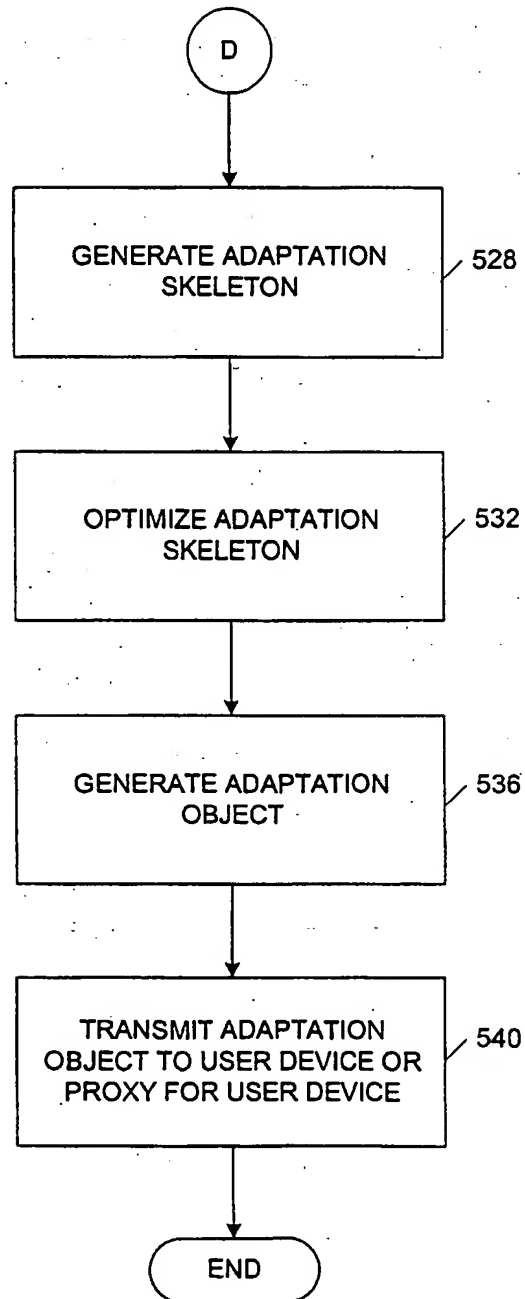 D
GENERATE ADAPTATION
SKELETON
528
OPTIMIZE ADAPTATION
SKELETON
532
GENERATE ADAPTATION
OBJECT
536
TRANSMIT ADAPTATION
OBJECT TO USER DEVICE OR
PROXY FOR USER DEVICE
540
END